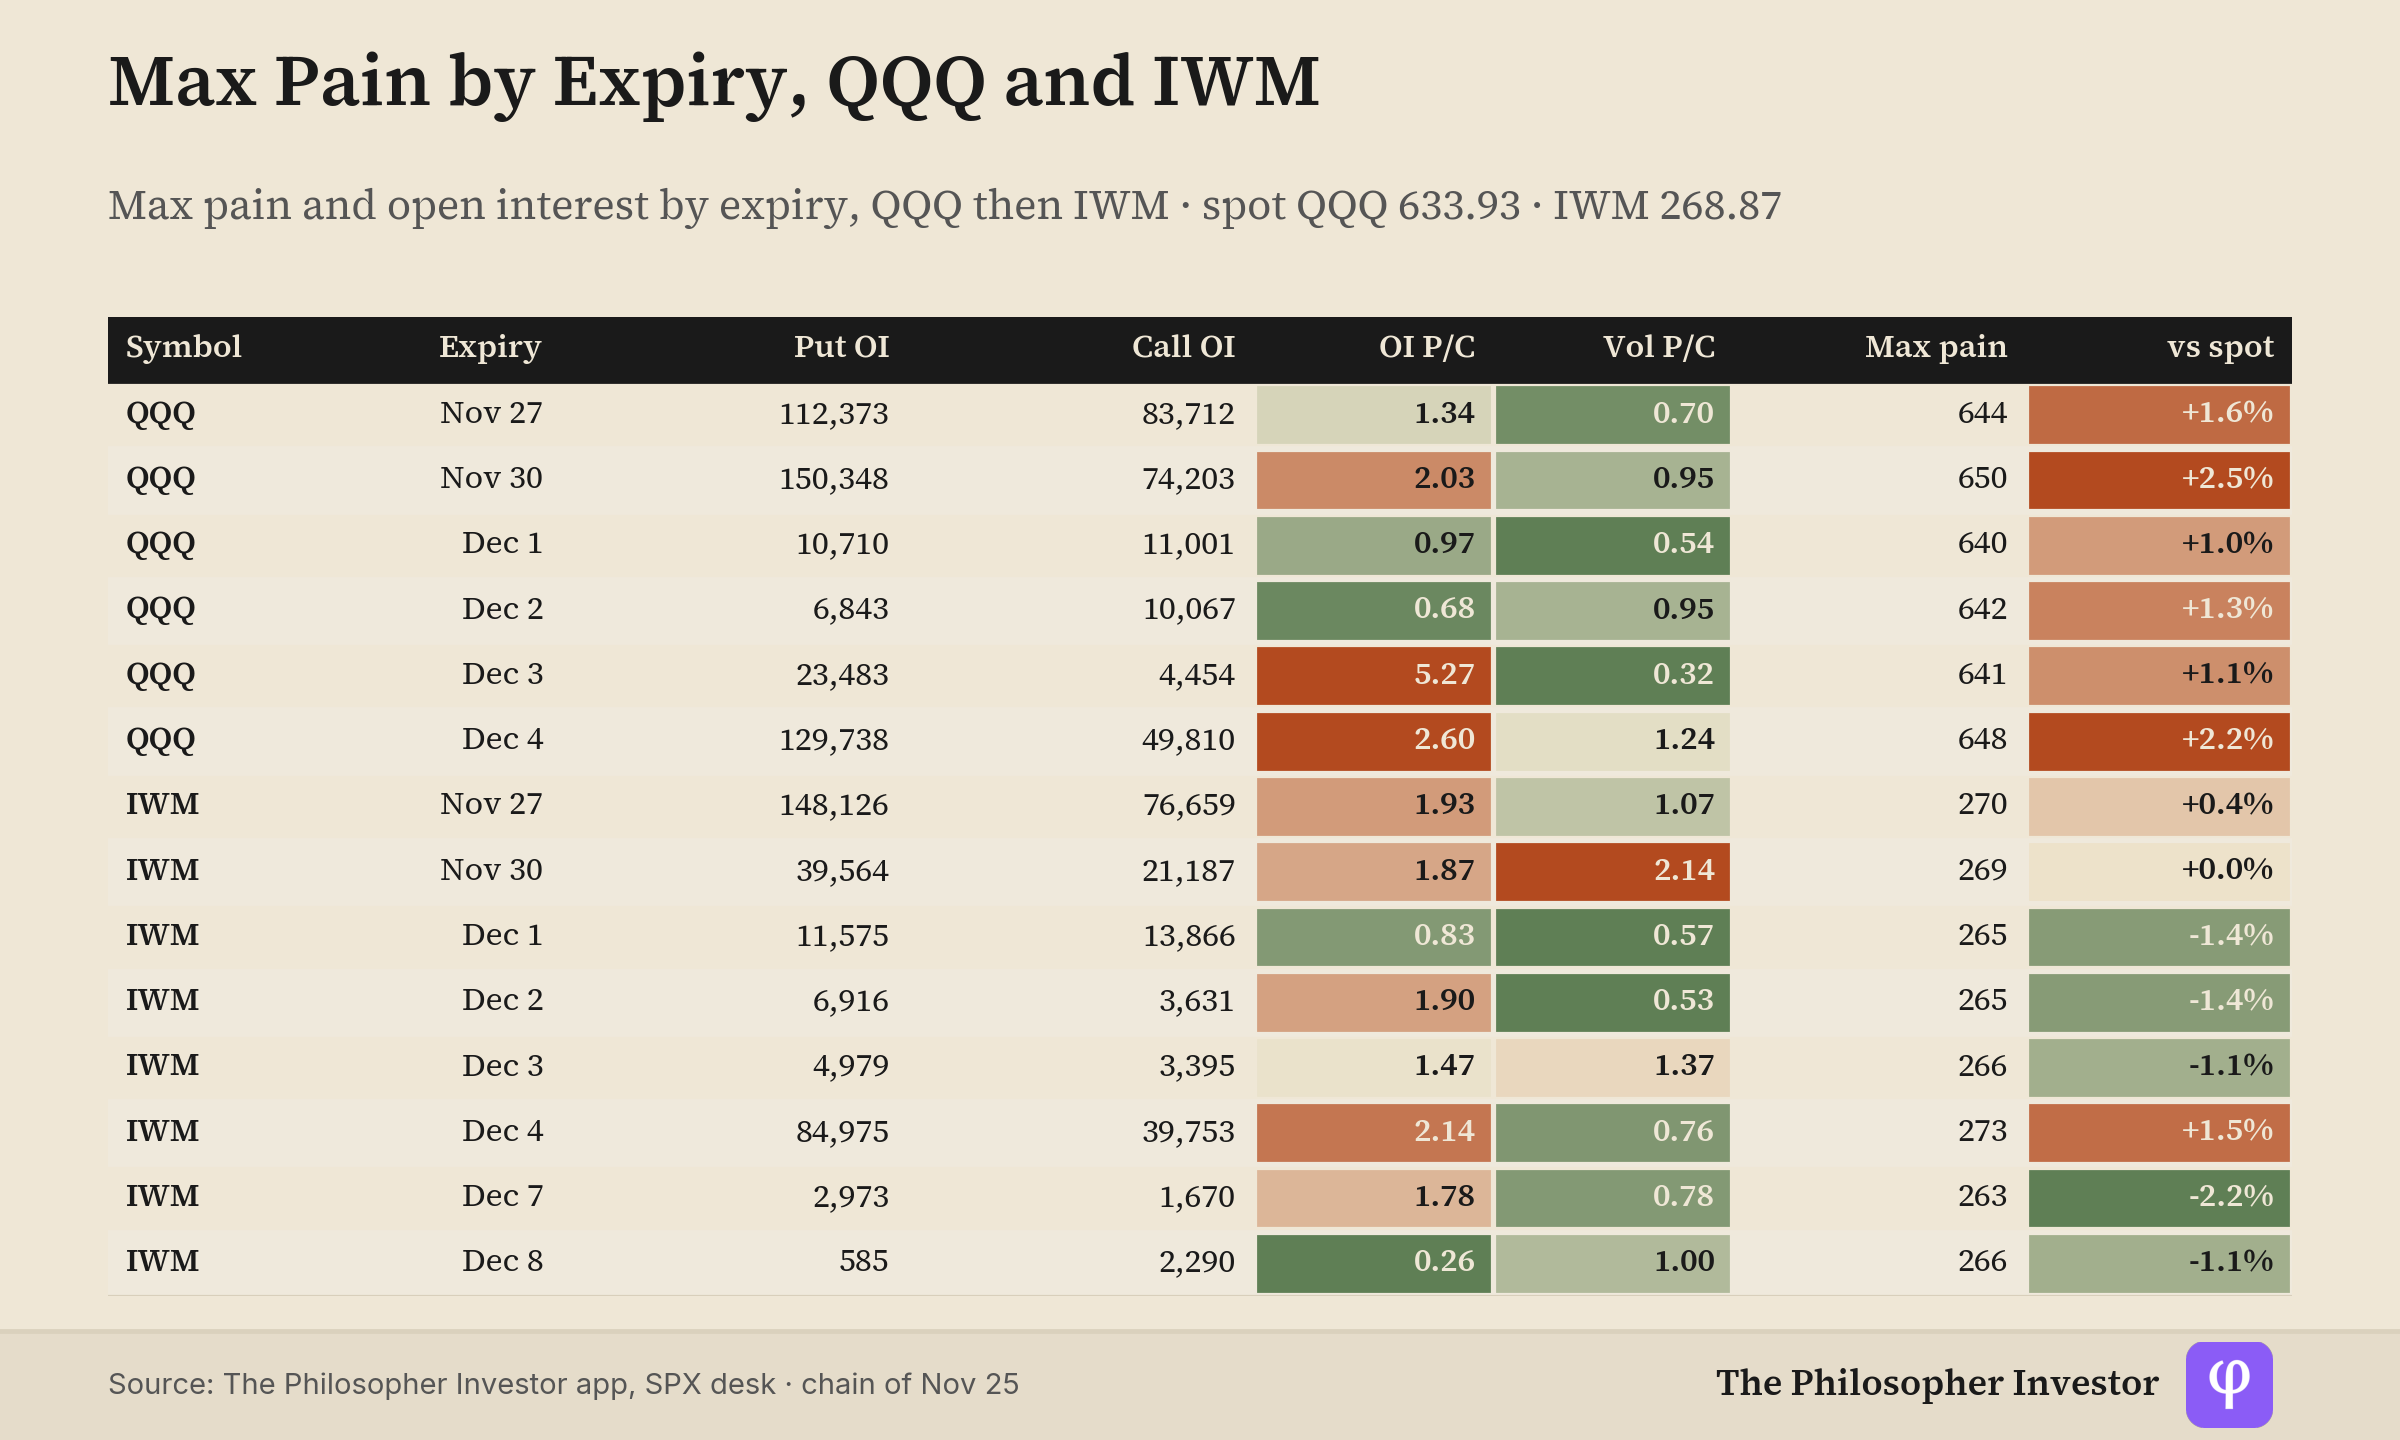 Max Pain by Expiry, QQQ and IWM
Max pain and open interest by expiry, QQQ then IWM · spot QQQ 633.93 · IWM 268.87
Symbol Expiry Put OI Call OI OI P/C Vol P/C Max pain vs spot
QQQ Nov 27 112,373 83,712 1.34 0.70 644 +1.6%
QQQ Nov 30 150,348 74,203 2.03 0.95 650 +2.5%
QQQ Dec 1 10,710 11,001 0.97 0.54 640 +1.0%
QQQ Dec 2 6,843 10,067 0.68 0.95 642 +1.3%
QQQ Dec 3 23,483 4,454 5.27 0.32 641 +1.1%
QQQ Dec 4 129,738 49,810 2.60 1.24 648 +2.2%
IWM Nov 27 148,126 76,659 1.93 1.07 270 +0.4%
IWM Nov 30 39,564 21,187 1.87 2.14 269 +0.0%
IWM Dec 1 11,575 13,866 0.83 0.57 265 -1.4%
IWM Dec 2 6,916 3,631 1.90 0.53 265 -1.4%
IWM Dec 3 4,979 3,395 1.47 1.37 266 -1.1%
IWM Dec 4 84,975 39,753 2.14 0.76 273 +1.5%
IWM Dec 7 2,973 1,670 1.78 0.78 263 -2.2%
IWM Dec 8 585 2,290 0.26 1.00 266 -1.1%
Source: The Philosopher Investor app, SPX desk · chain of Nov 25
The Philosopher Investor φ